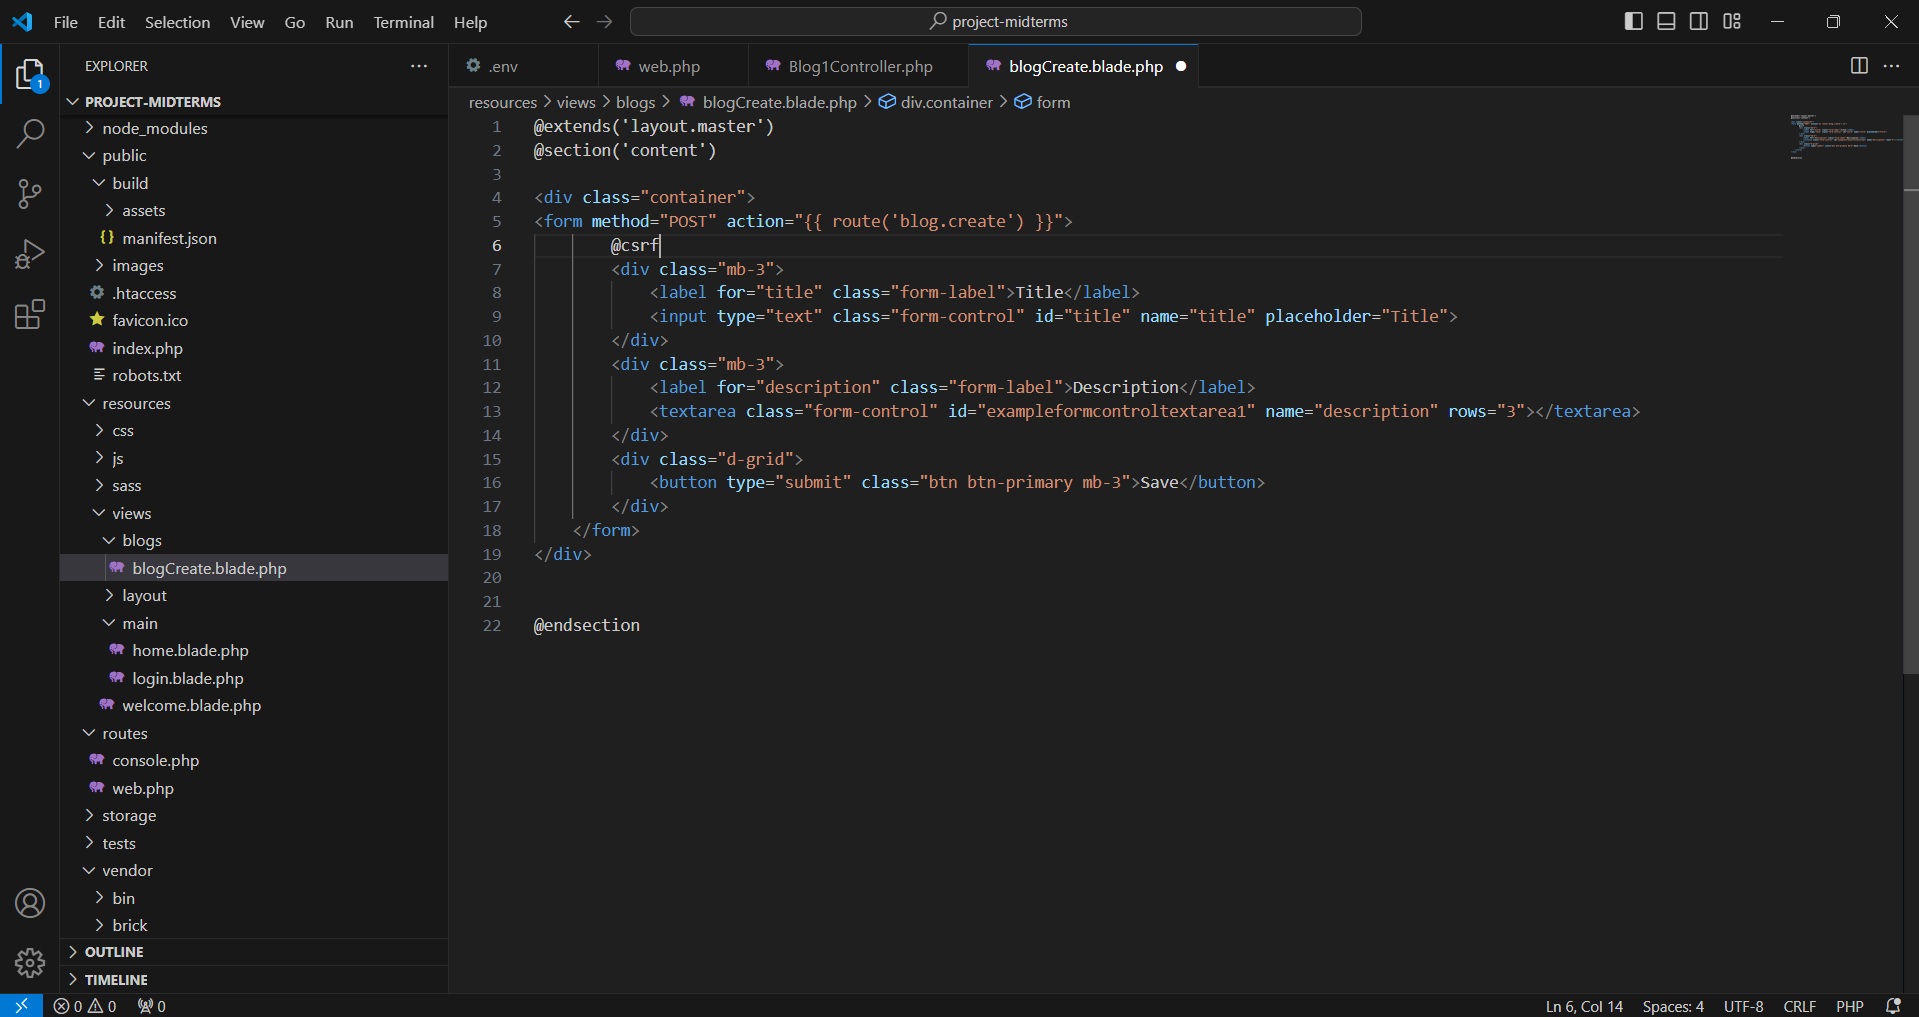 File Edit Selection View Go Run Terminal Help
project-midterms
1
EXPLORER
PROJECT-MIDTERMS
node_modules
public
build
assets
{} manifest.json
images
.htaccess
favicon.ico
index.php
robots.txt
resources
css
js
sass
views
blogs
blogCreate.blade.php
layout
main
home.blade.php
login.blade.php
welcome.blade.php
routes
console.php
web.php
storage
tests
vendor
bin
brick
OUTLINE
TIMELINE
.env web.php Blog1Controller.php blogCreate.blade.php
resources > views > blogs > blogCreate.blade.php > div.container > form
1 @extends('layout.master')
2 @section('content')
3
4 <div class="container">
5 <form method="POST" action="{{ route('blog.create') }}">
6 @csrf
7 <div class="mb-3">
8 <label for="title" class="form-label">Title</label>
9 <input type="text" class="form-control" id="title" name="title" placeholder="Title">
10 </div>
11 <div class="mb-3">
12 <label for="description" class="form-label">Description</label>
13 <textarea class="form-control" id="exampleformcontroltextarea1" name="description" rows="3"></textarea>
14 </div>
15 <div class="d-grid">
16 <button type="submit" class="btn btn-primary mb-3">Save</button>
17 </div>
18 </form>
19 </div>
20
21
22 @endsection
0 0 0
Ln 6, Col 14 Spaces: 4 UTF-8 CRLF PHP